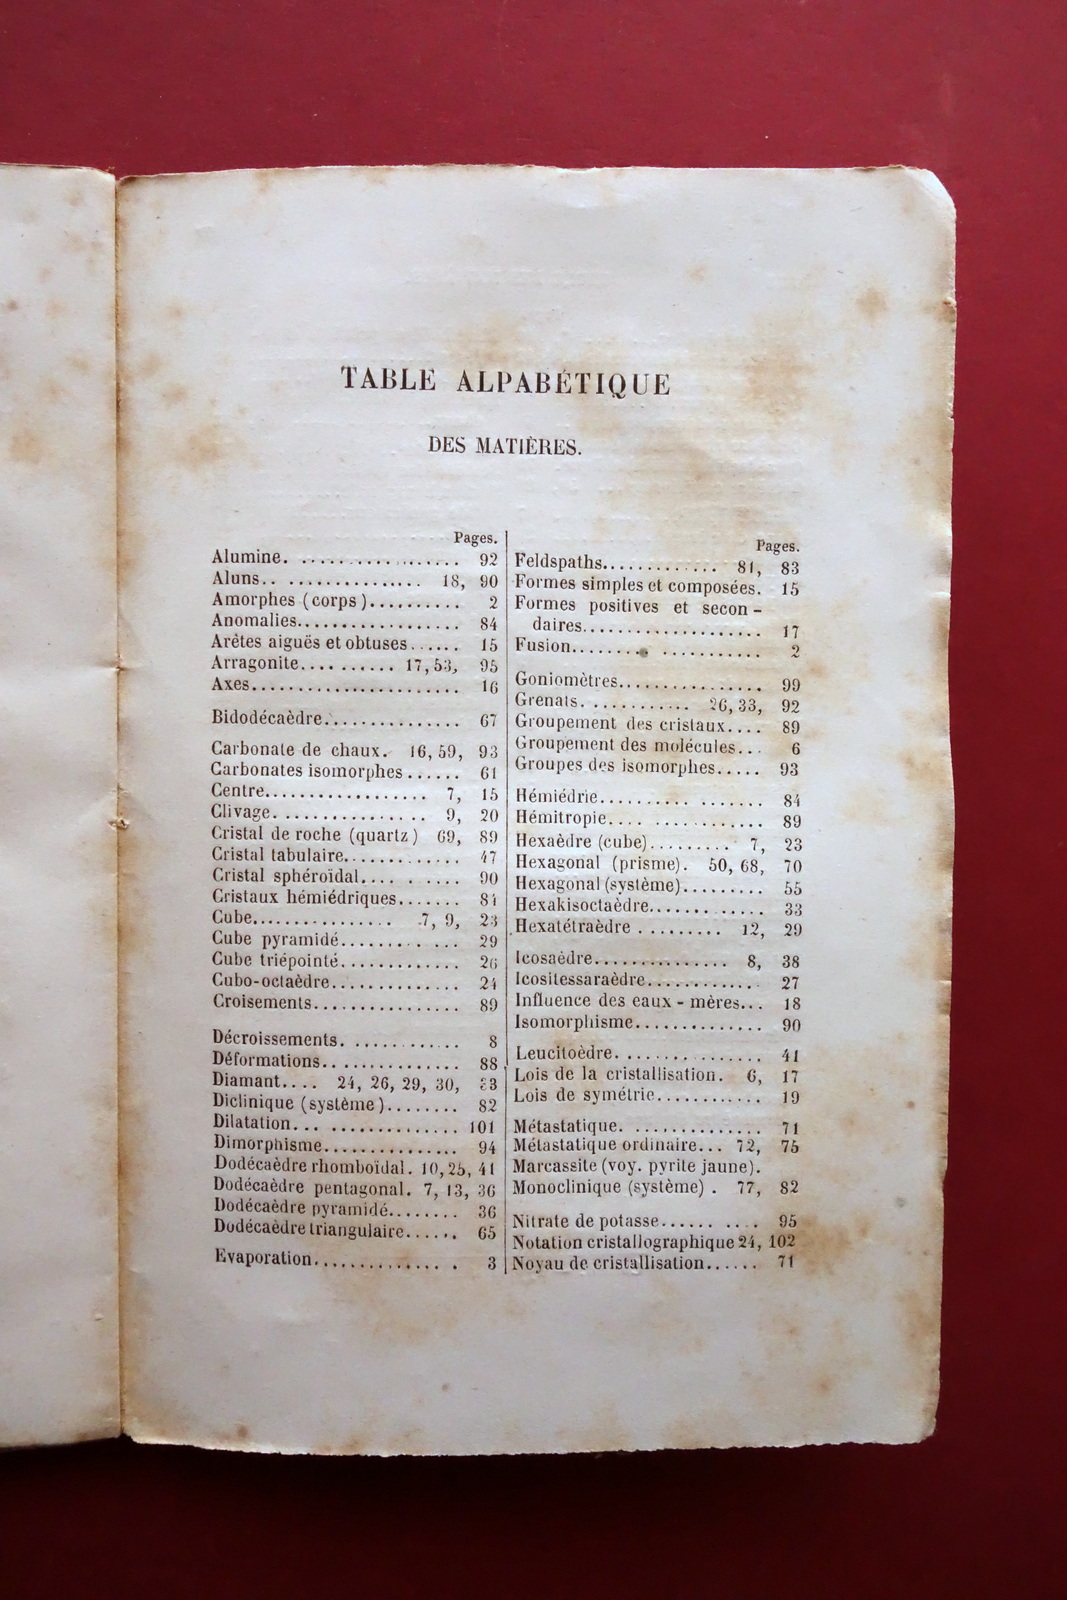 TABLE ALPABÉTIQUE
DES MATIÈRES.
Pages.
Alumine. .................. 92
Aluns.. ............... 18, 90
Amorphes (corps).......... 2
Anomalies.................. 84
Arêtes aiguës et obtuses...... 15
Arragonite.......... 17, 53, 95
Axes....................... 16
Bidodécaèdre............... 67
Carbonate de chaux. 16, 59, 93
Carbonates isomorphes...... 61
Centre.................. 7, 15
Clivage................. 9, 20
Cristal de roche (quartz) 69, 89
Cristal tabulaire............. 47
Cristal sphéroïdal.... . ..... 90
Cristaux hémiédriques....... 84
Cube................ 7, 9, 23
Cube pyramidé.......... ... 29
Cube triépointé............. 26
Cubo-octaèdre.............. 24
Croisements................ 89
Décroissements. ............ 8
Déformations............... 88
Diamant.... 24, 26, 29, 30, 33
Diclinique (système)........ 82
Dilatation... ............... 101
Dimorphisme............... 94
Dodécaèdre rhomboïdal. 10, 25, 41
Dodécaèdre pentagonal. 7, 13, 36
Dodécaèdre pyramidé........ 36
Dodécaèdre triangulaire...... 65
Evaporation............... . 3
Pages.
Feldspaths............. 81, 83
Formes simples et composées. 15
Formes positives et secon-
daires.................... 17
Fusion........ ........... 2
Goniomètres................ 99
Grenats. ............ 26, 33, 92
Groupement des cristaux.... 89
Groupement des molécules... 6
Groupes des isomorphes..... 93
Hémiédrie.......... ....... 84
Hémitropie.... ............ 89
Hexaèdre (cube)......... 7, 23
Hexagonal (prisme). 50, 68, 70
Hexagonal (système)......... 55
Hexakisoctaèdre............. 33
Hexatétraèdre ......... 12, 29
Icosaèdre............... 8, 38
Icositessaraèdre............. 27
Influence des eaux-mères... 18
Isomorphisme.............. 90
Leucitoèdre. ............... 41
Lois de la cristallisation. 6, 17
Lois de symétrie............ 19
Métastatique. .............. 71
Métastatique ordinaire... 72, 75
Marcassite (voy. pyrite jaune).
Monoclinique (système) . 77, 82
Nitrate de potasse...... .... 95
Notation cristallographique 24, 102
Noyau de cristallisation...... 71